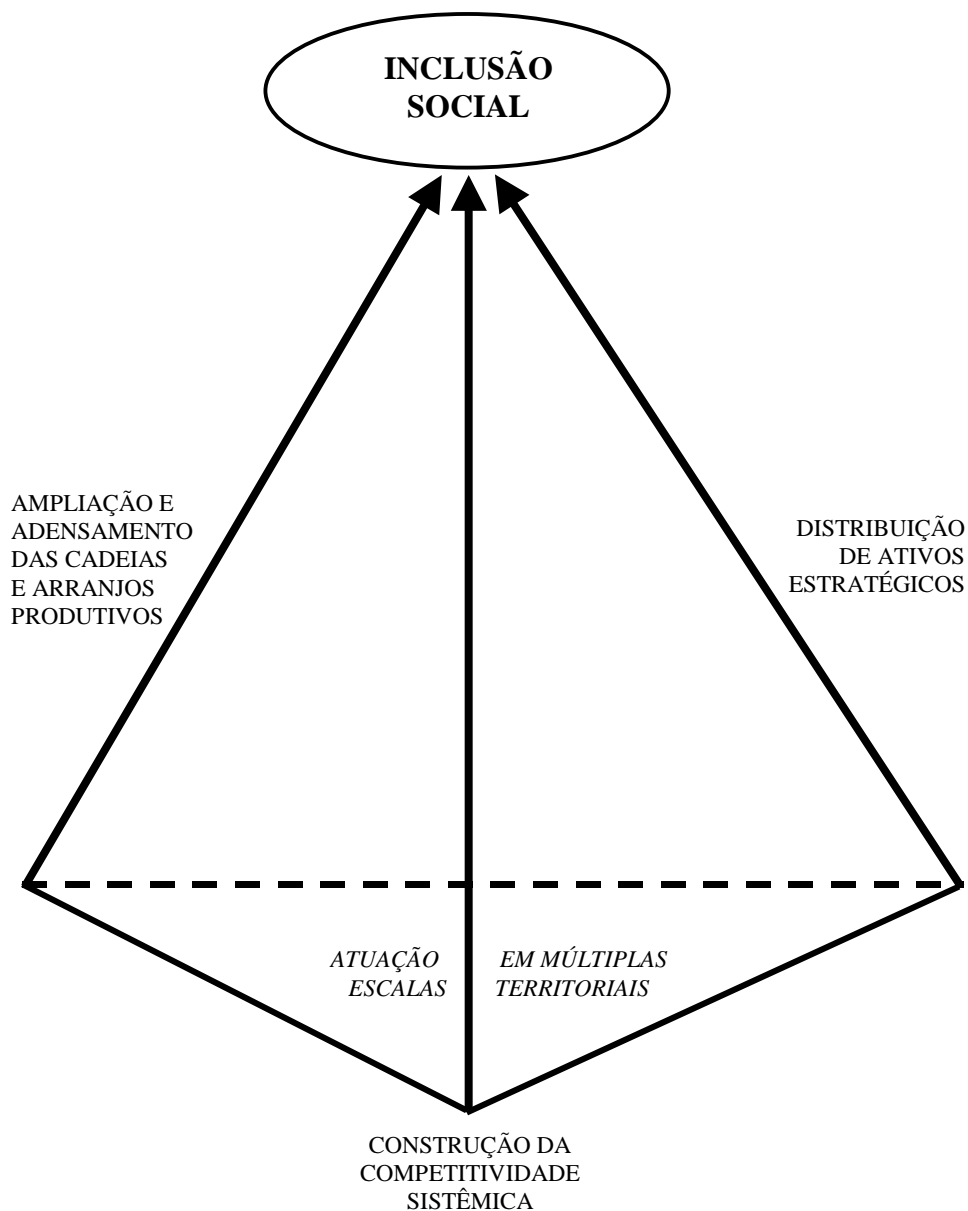 INCLUSÃO
SOCIAL
AMPLIAÇÃO E
ADENSAMENTO
DAS CADEIAS
E ARRANJOS
PRODUTIVOS
DISTRIBUIÇÃO
DE ATIVOS
ESTRATÉGICOS
ATUAÇÃO EM MÚLTIPLAS
ESCALAS TERRITORIAIS
CONSTRUÇÃO DA
COMPETITIVIDADE
SISTÊMICA